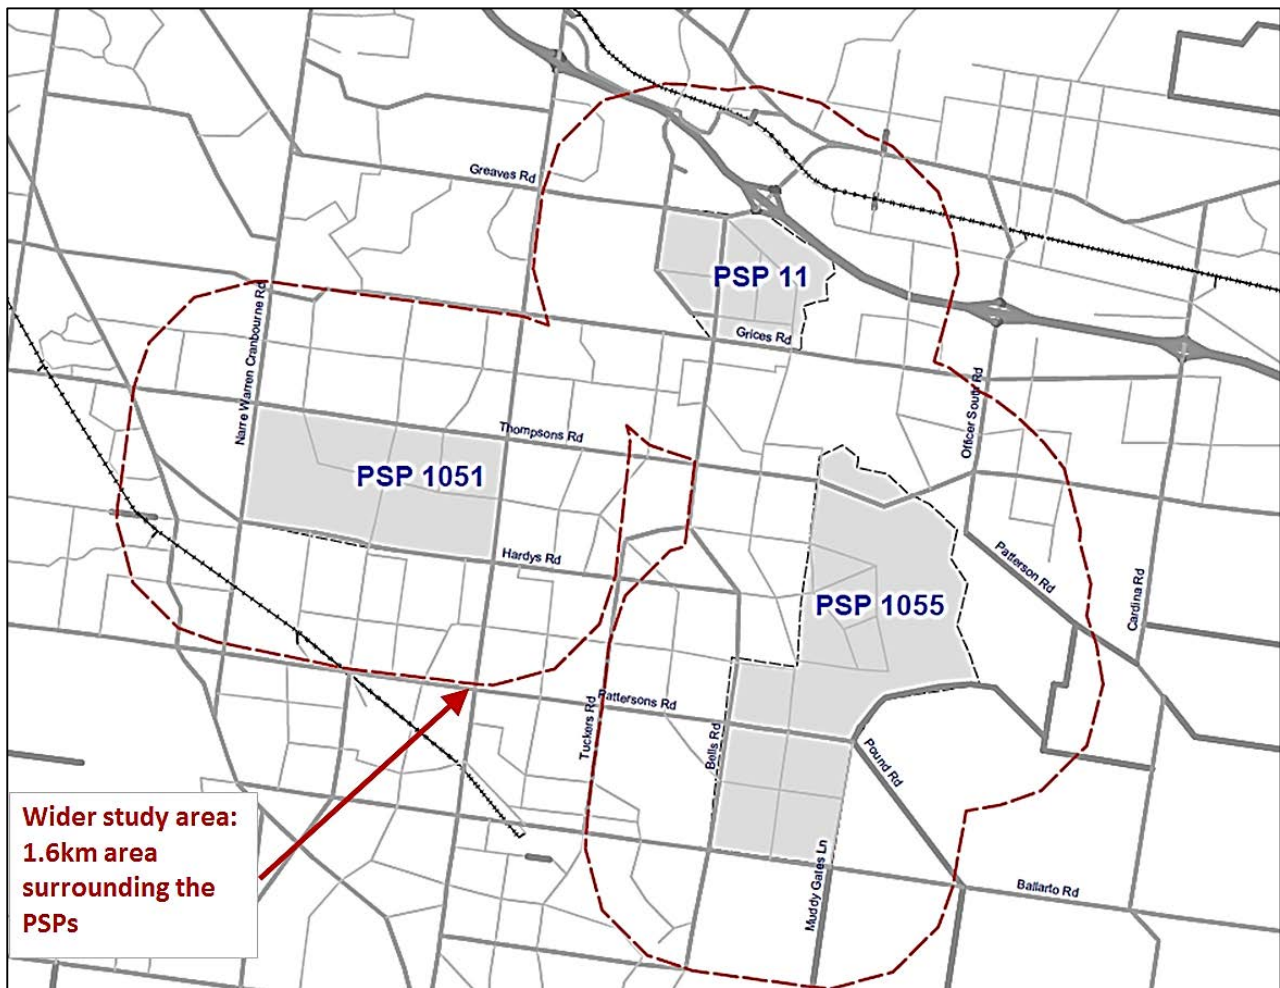 Greaves Rd
PSP 11
Grices Rd
Narre Warren Cranbourne Rd
Officer South Rd
Thompsons Rd
PSP 1051
Hardys Rd
Patterson Rd
Cardina Rd
PSP 1055
Pattersons Rd
Tuckers Rd
Bells Rd
Pound Rd
Wider study area:
1.6km area
surrounding the
PSPs
Muddy Gates Ln
Ballarto Rd